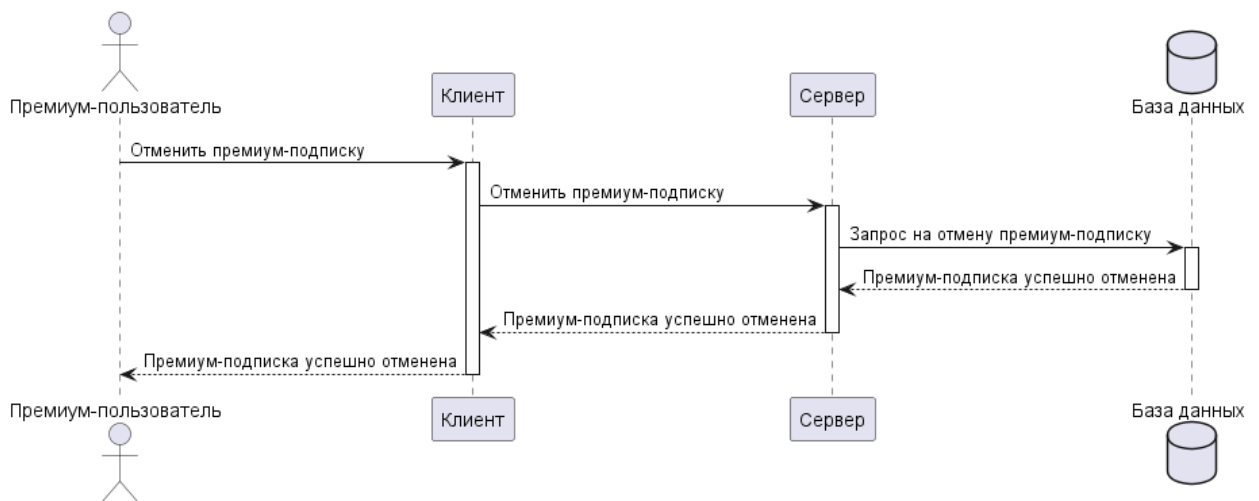 Премиум-пользователь
Клиент
Сервер
База данных
Отменить премиум-подписку
Отменить премиум-подписку
Запрос на отмену премиум-подписку
Премиум-подписка успешно отменена
Премиум-подписка успешно отменена
Премиум-подписка успешно отменена
Премиум-пользователь
Клиент
Сервер
База данных